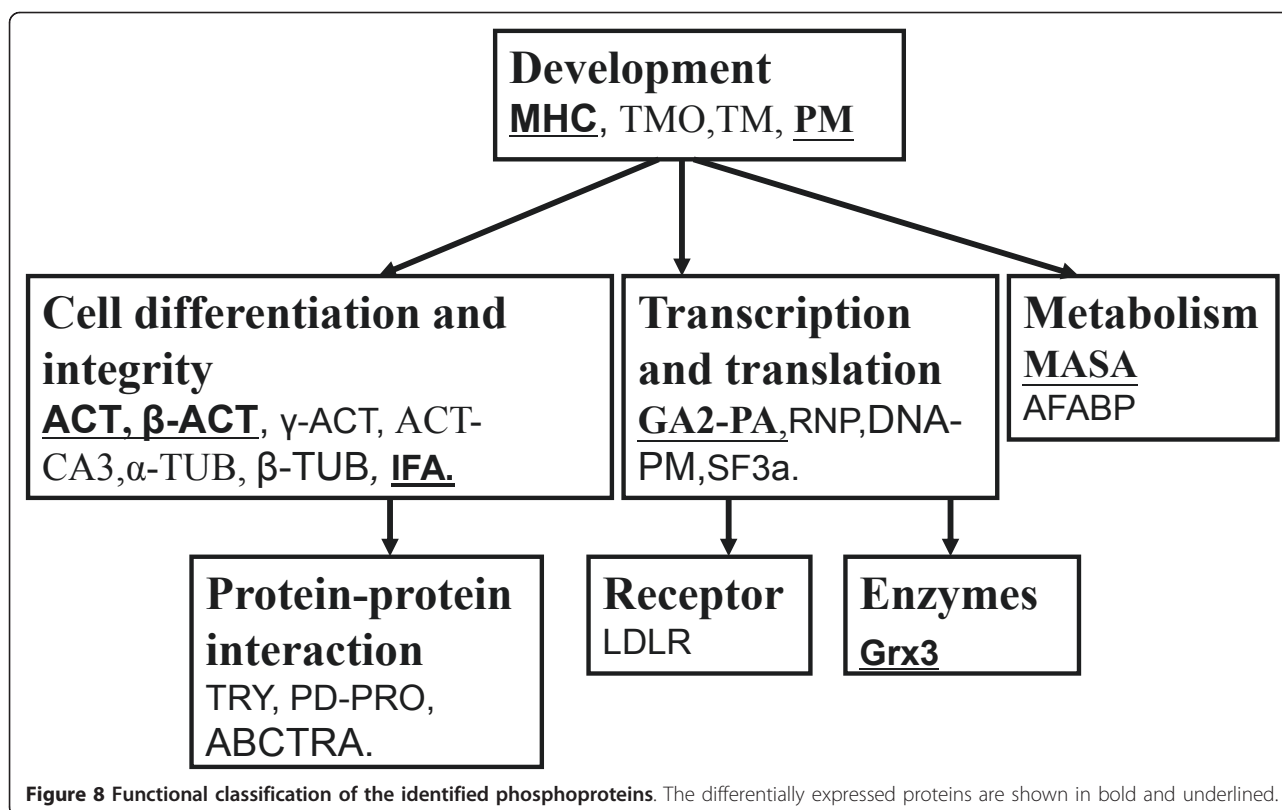 Development
MHC, TMO,TM, PM
Cell differentiation and
integrity
ACT, β-ACT, γ-ACT, ACT-
CA3,α-TUB, β-TUB, IFA.
Transcription
and translation
GA2-PA,RNP,DNA-
PM,SF3a.
Metabolism
MASA
AFABP
Protein-protein
interaction
TRY, PD-PRO,
ABCTRA.
Receptor
LDLR
Enzymes
Grx3
Figure 8 Functional classification of the identified phosphoproteins. The differentially expressed proteins are shown in bold and underlined.